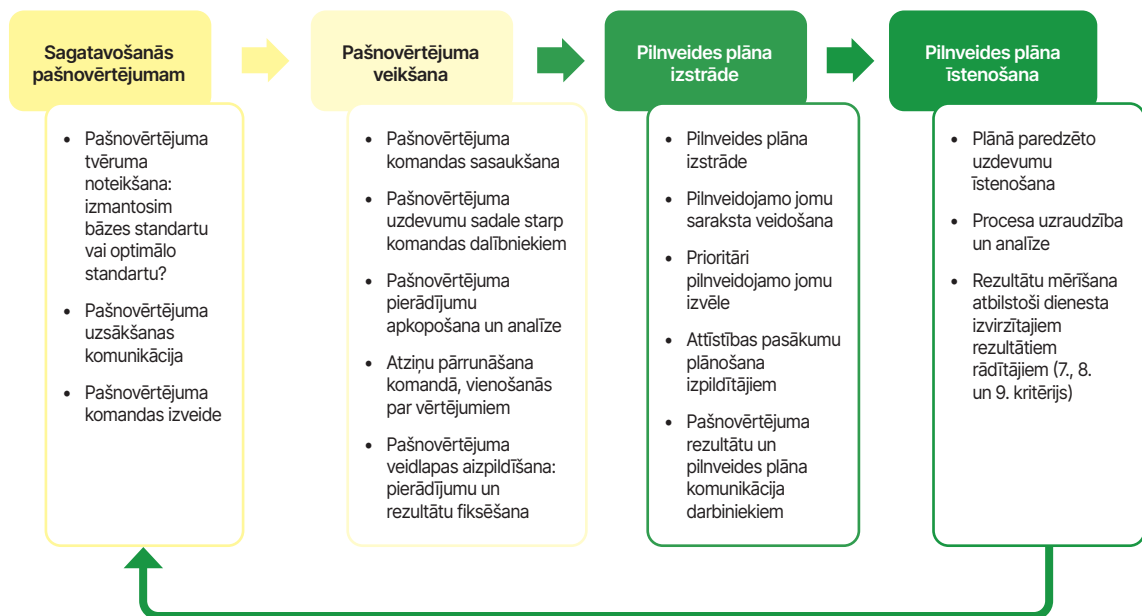 Sagatavošanās
pašnovērtējumam
• Pašnovērtējuma
tvēruma
noteikšana:
izmantosim
bāzes standartu
vai optimālo
standartu?
• Pašnovērtējuma
uzsākšanas
komunikācija
• Pašnovērtējuma
komandas izveide
Pašnovērtējuma
veikšana
• Pašnovērtējuma
komandas sasaukšana
• Pašnovērtējuma
uzdevumu sadale starp
komandas dalībniekiem
• Pašnovērtējuma
pierādījumu
apkopošana un analīze
• Atziņu pārrunāšana
komandā, vienošanās
par vērtējumiem
• Pašnovērtējuma
veidlapas aizpildīšana:
pierādījumu un
rezultātu fiksēšana
Pilnveides plāna
izstrāde
• Pilnveides plāna
izstrāde
• Pilnveidojamo jomu
saraksta veidošana
• Prioritāri
pilnveidojamo jomu
izvēle
• Attīstības pasākumu
plānošana
izpildītājiem
• Pašnovērtējuma
rezultātu un
pilnveides plāna
komunikācija
darbiniekiem
Pilnveides plāna
īstenošana
• Plānā paredzēto
uzdevumu
īstenošana
• Procesa uzraudzība
un analīze
• Rezultātu mērīšana
atbilstoši dienesta
izvirzītajiem
rezultātiem
rādītājiem (7., 8.
un 9. kritērijs)